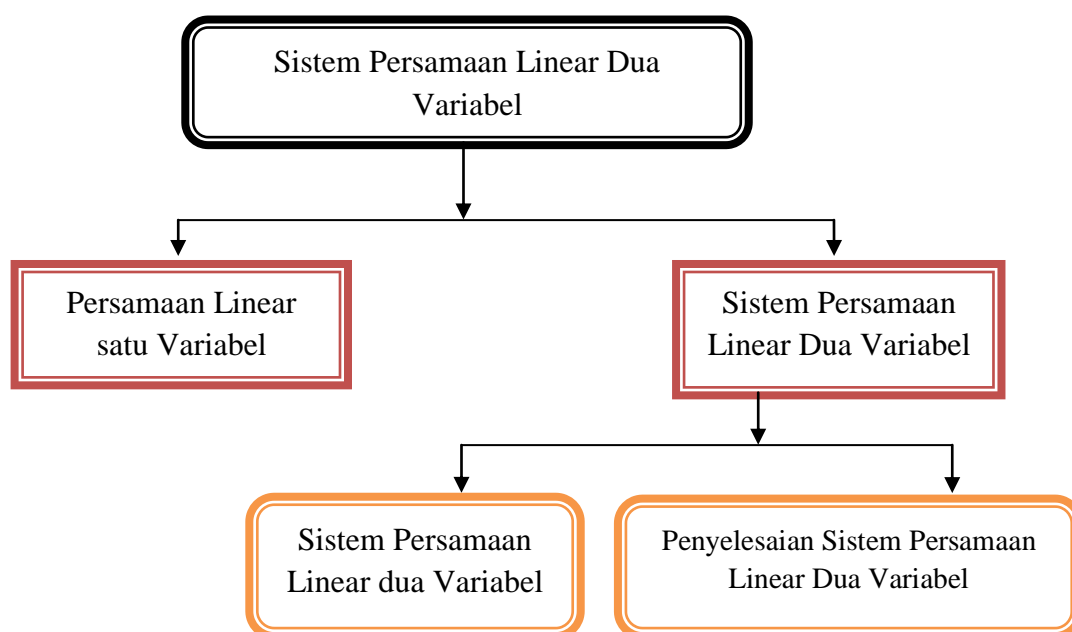 Sistem Persamaan Linear Dua
Variabel
Persamaan Linear
satu Variabel
Sistem Persamaan
Linear Dua Variabel
Sistem Persamaan
Linear dua Variabel
Penyelesaian Sistem Persamaan
Linear Dua Variabel